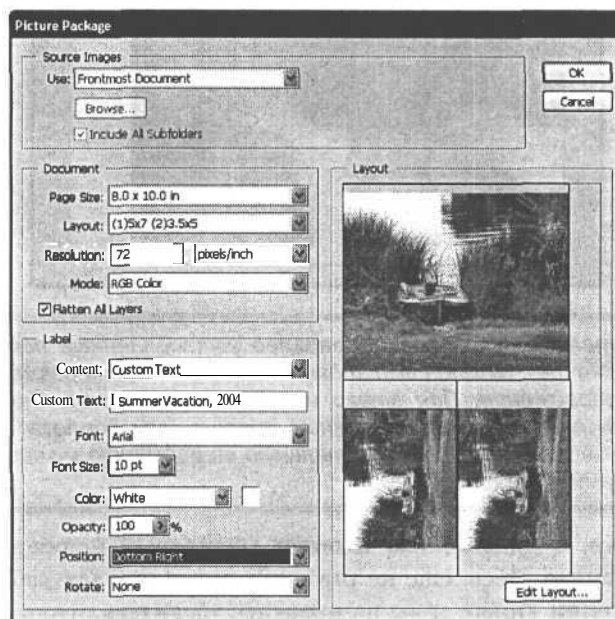 Picture Package
Source Images
Use: Frontmost Document
Browse...
Include All Subfolders
OK
Cancel
Document
Page Size: 8.0 x 10.0 in
Layout: (1)5x7 (2)3.5x5
Resolution: 72 pixels/inch
Mode: RGB Color
Flatten All Layers
Label
Content; Custom Text
Custom Text: I SummerVacation, 2004
Font: Arial
Font Size: 10 pt
Color: White
Opacity: 100 %
Position: Bottom Right
Rotate: None
Layout
Edit Layout...